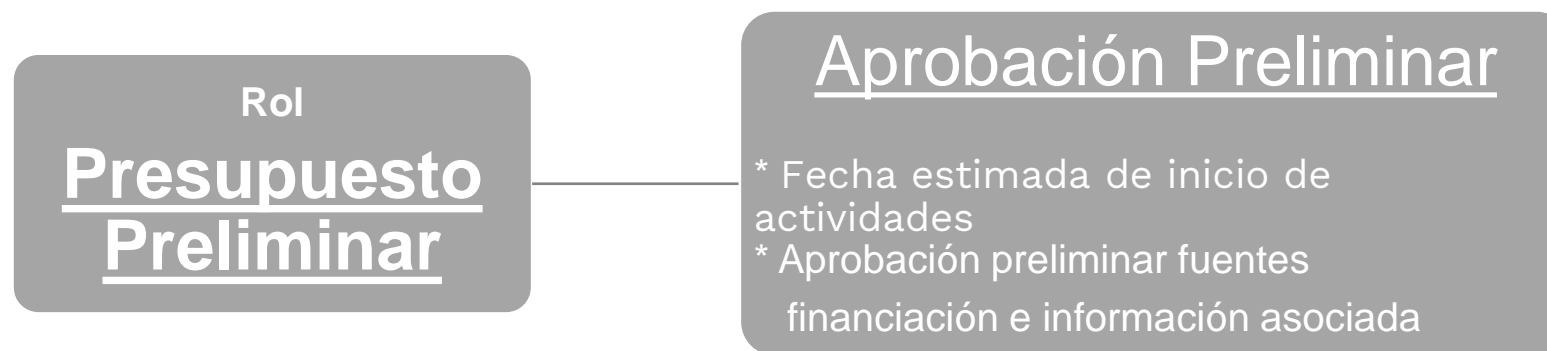 Rol
Presupuesto
Preliminar
Aprobación Preliminar
* Fecha estimada de inicio de
actividades
* Aprobación preliminar fuentes
financiación e información asociada